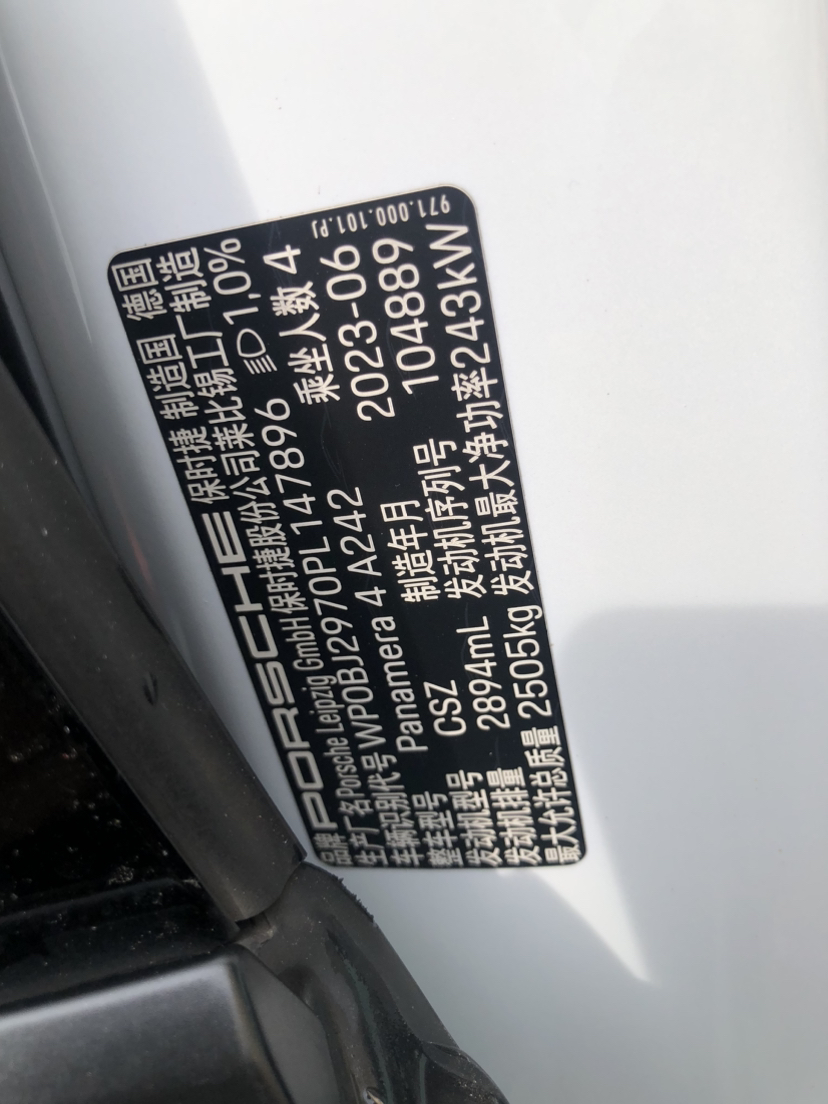 品牌 PORSCHE 保时捷 制造国 德国
生产厂名 Porsche Leipzig GmbH 保时捷股份公司莱比锡工厂制造
车辆识别代号 WP0BJ2970PL147896 1,0%
整车型号 Panamera 4 A242 乘坐人数 4
发动机型号 CSZ 制造年月 2023-06
发动机排量 2894mL 发动机序列号 104889
最大允许总质量 2505kg 发动机最大净功率 243kW
971.000.101.PJ